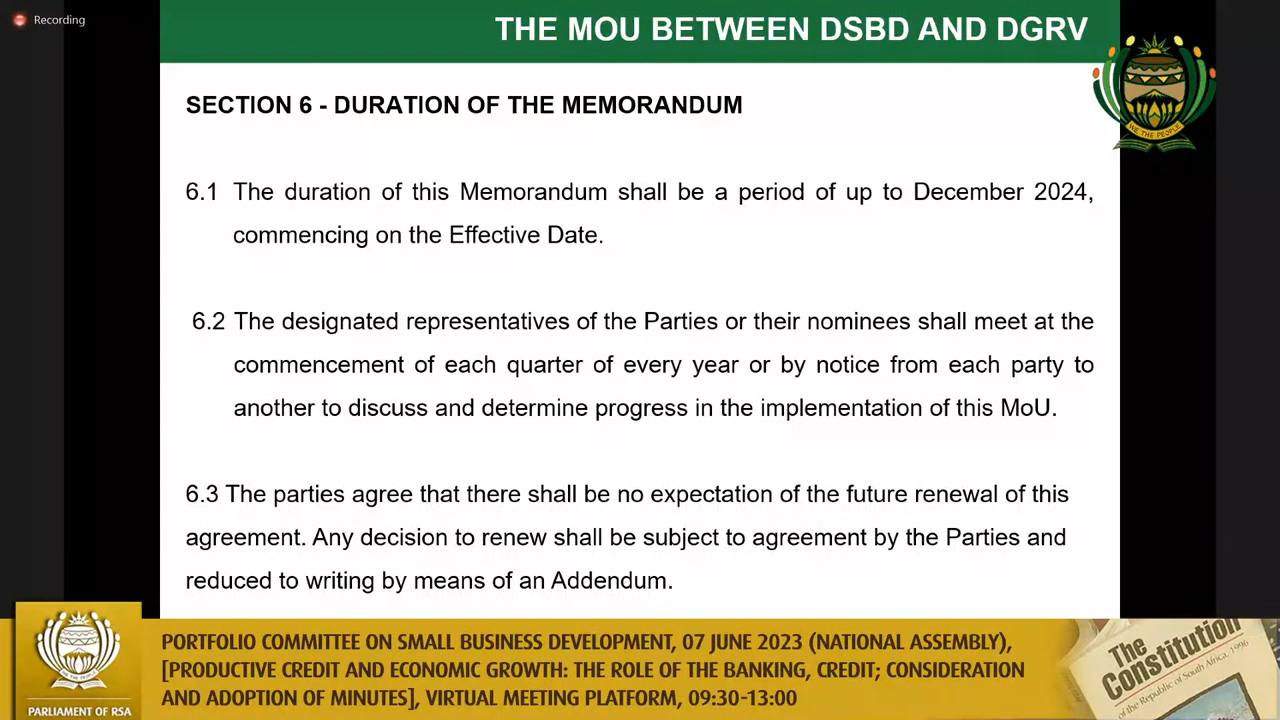 Recording
THE MOU BETWEEN DSBD AND DGRV
WE THE PEOPLE
SECTION 6 - DURATION OF THE MEMORANDUM
6.1 The duration of this Memorandum shall be a period of up to December 2024,
commencing on the Effective Date.
6.2 The designated representatives of the Parties or their nominees shall meet at the
commencement of each quarter of every year or by notice from each party to
another to discuss and determine progress in the implementation of this MoU.
6.3 The parties agree that there shall be no expectation of the future renewal of this
agreement. Any decision to renew shall be subject to agreement by the Parties and
reduced to writing by means of an Addendum.
PARLIAMENT OF RSA
PORTFOLIO COMMITTEE ON SMALL BUSINESS DEVELOPMENT, 07 JUNE 2023 (NATIONAL ASSEMBLY),
[PRODUCTIVE CREDIT AND ECONOMIC GROWTH: THE ROLE OF THE BANKING, CREDIT; CONSIDERATION
AND ADOPTION OF MINUTES], VIRTUAL MEETING PLATFORM, 09:30-13:00
The
Constitution
of the Republic of South Africa, 1996